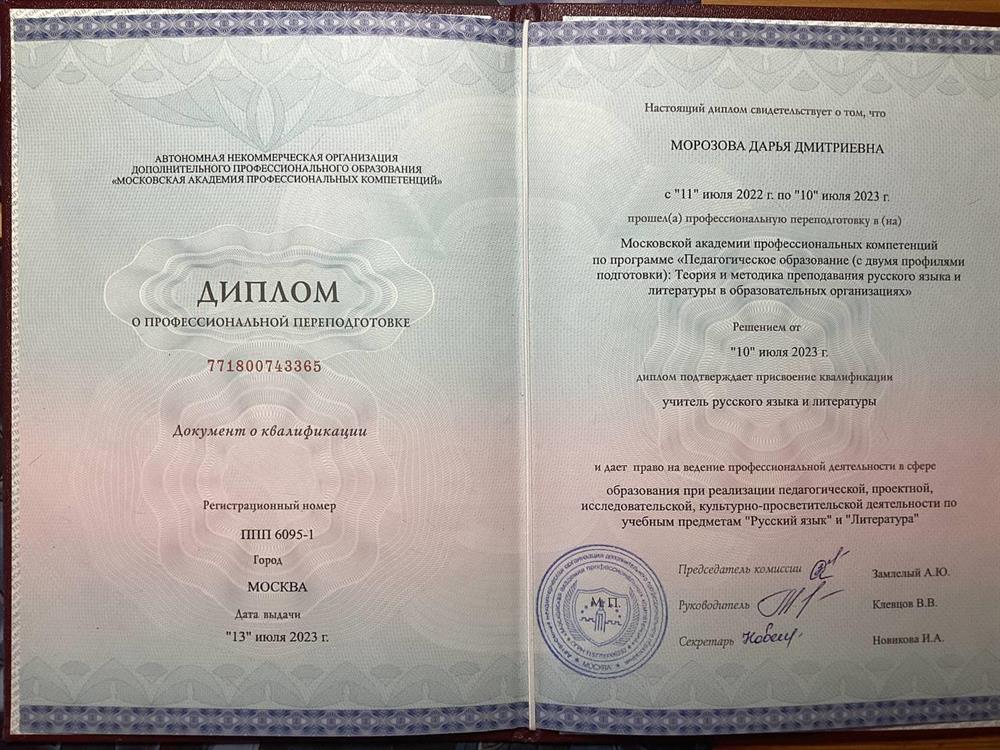 АВТОНОМНАЯ НЕКОММЕРЧЕСКАЯ ОРГАНИЗАЦИЯ
ДОПОЛНИТЕЛЬНОГО ПРОФЕССИОНАЛЬНОГО ОБРАЗОВАНИЯ
«МОСКОВСКАЯ АКАДЕМИЯ ПРОФЕССИОНАЛЬНЫХ КОМПЕТЕНЦИЙ»
ДИПЛОМ
О ПРОФЕССИОНАЛЬНОЙ ПЕРЕПОДГОТОВКЕ
771800743365
Документ о квалификации
Регистрационный номер
ППП 6095-1
Город
МОСКВА
Дата выдачи
"13" июля 2023 г.
Настоящий диплом свидетельствует о том, что
МОРОЗОВА ДАРЬЯ ДМИТРИЕВНА
с "11" июля 2022 г. по "10" июля 2023 г.
прошел(а) профессиональную переподготовку в (на)
Московской академии профессиональных компетенций
по программе «Педагогическое образование (с двумя профилями
подготовки): Теория и методика преподавания русского языка и
литературы в образовательных организациях»
Решением от
"10" июля 2023 г.
диплом подтверждает присвоение квалификации
учитель русского языка и литературы
и дает право на ведение профессиональной деятельности в сфере
образования при реализации педагогической, проектной,
исследовательской, культурно-просветительской деятельности по
учебным предметам "Русский язык" и "Литература"
Председатель комиссии
Замлелый А.Ю.
М.П.
Руководитель
Клевцов В.В.
Секретарь
Новикова И.А.
МОСКВА